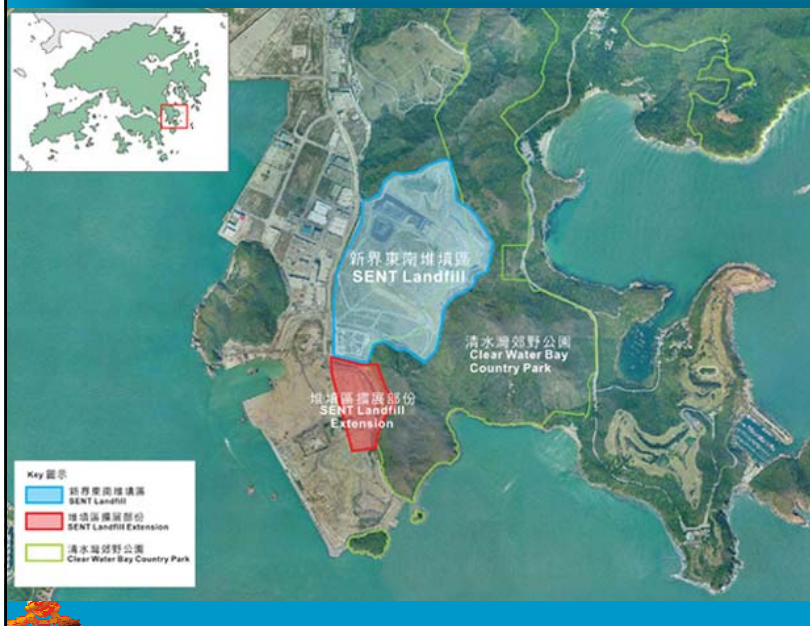 新界東南堆填區
SENT Landfill
清水灣郊野公園
Clear Water Bay
Country Park
堆填區擴展部份
SENT Landfill
Extension
Key 圖示
新界東南堆填區
SENT Landfill
堆填區擴展部份
SENT Landfill Extension
清水灣郊野公園
Clear Water Bay Country Park